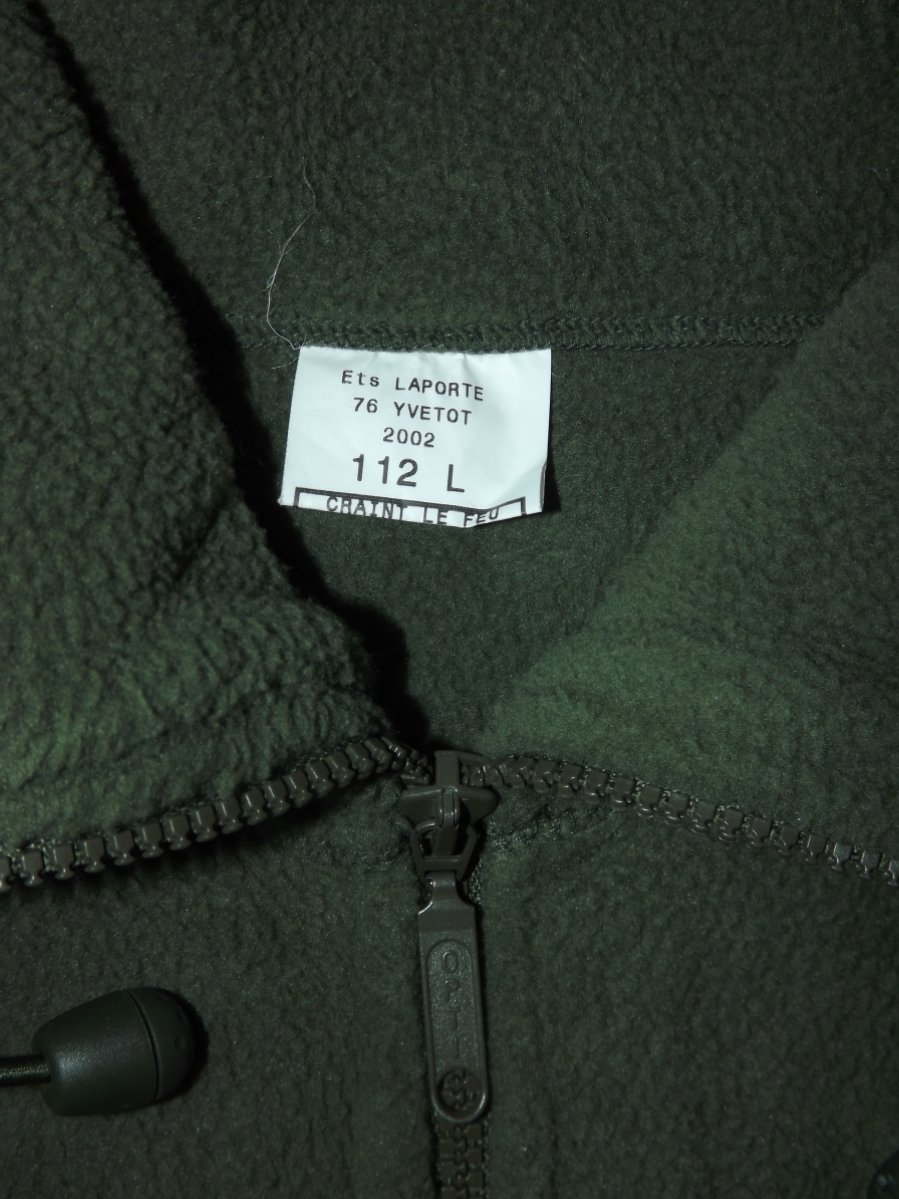 Ets LAPORTE
76 YVETOT
2002
112 L
CRAINT LE FEU
OPTI